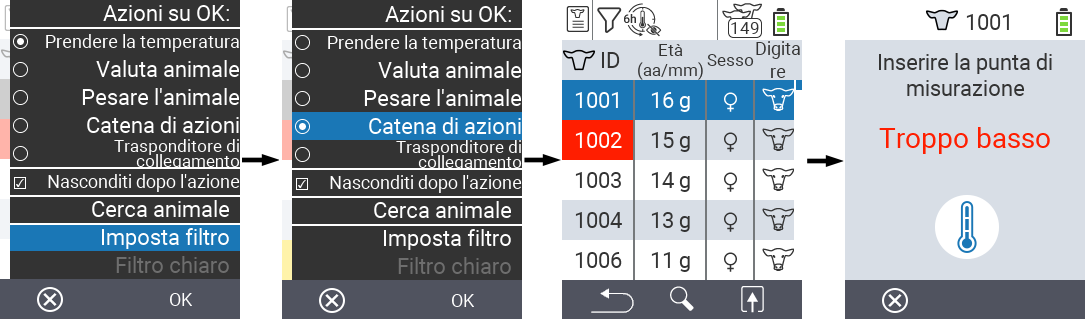 Azioni su OK:
Prendere la temperatura
Valuta animale
Pesare l'animale
Catena di azioni
Trasponditore di
collegamento
Nasconditi dopo l'azione
Cerca animale
Imposta filtro
Filtro chiaro
OK
Azioni su OK:
Prendere la temperatura
Valuta animale
Pesare l'animale
Catena di azioni
Trasponditore di
collegamento
Nasconditi dopo l'azione
Cerca animale
Imposta filtro
Filtro chiaro
OK
6h
149
ID Età (aa/mm) Sesso Digita re
1001 16 g
1002 15 g
1003 14 g
1004 13 g
1006 11 g
1001
Inserire la punta di
misurazione
Troppo basso